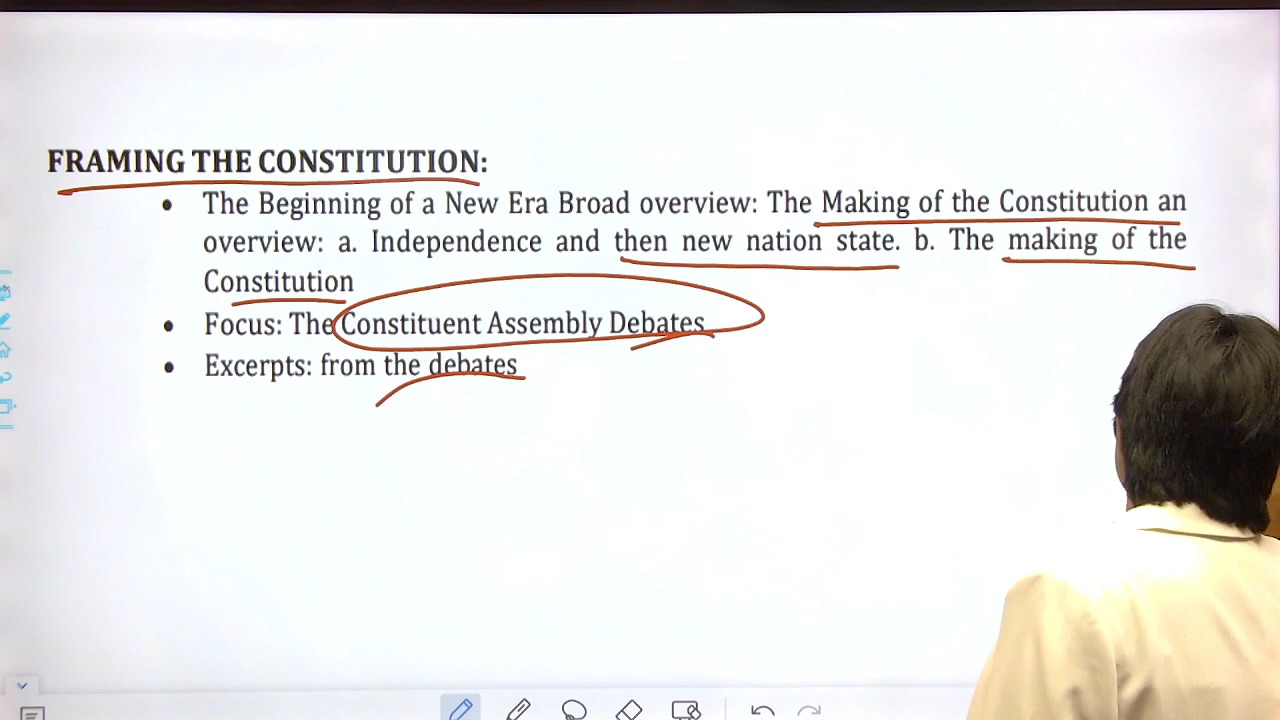 FRAMING THE CONSTITUTION:
• The Beginning of a New Era Broad overview: The Making of the Constitution an
overview: a. Independence and then new nation state. b. The making of the
Constitution
• Focus: The Constituent Assembly Debates
• Excerpts: from the debates